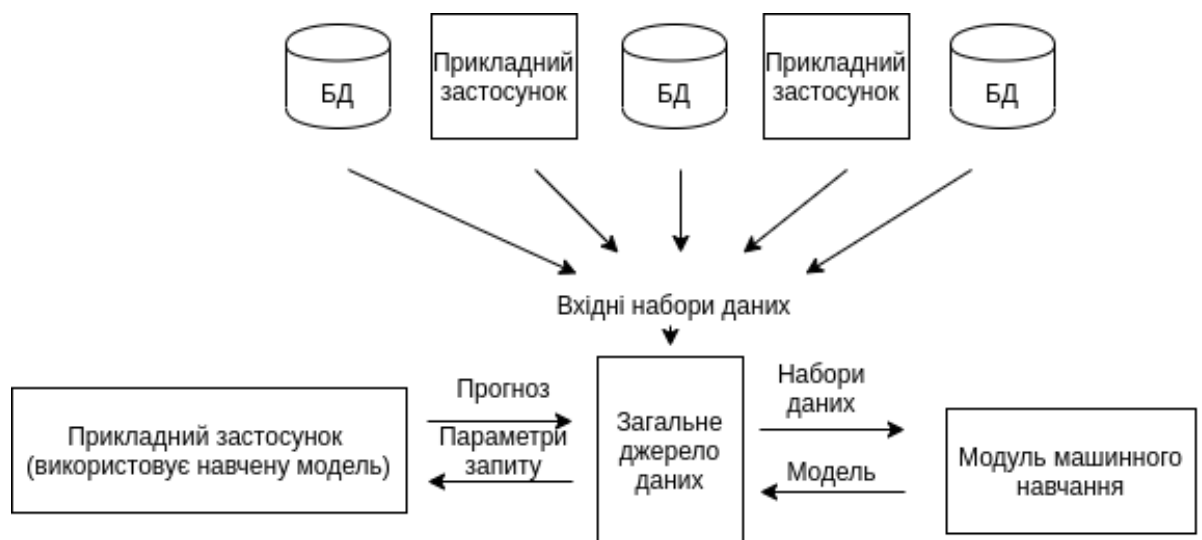 БД
Прикладний
застосунок
БД
Прикладний
застосунок
БД
Вхідні набори даних
Прикладний застосунок
(використовує навчену модель)
Прогноз
Параметри
запиту
Загальне
джерело
даних
Набори
даних
Модель
Модуль машинного
навчання